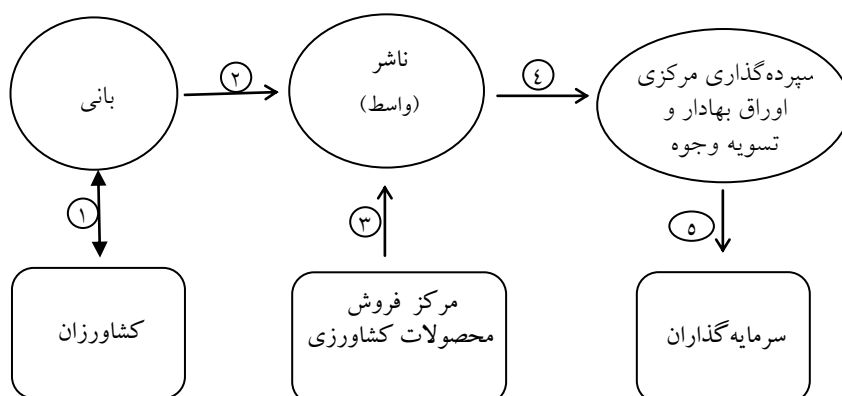 بانی
۲
ناشر
(واسط)
٤
سپرده‌گذاری مرکزی
اوراق بهادار و
تسویه وجوه
۱
۳
۵
کشاورزان
مرکز فروش
محصولات کشاورزی
سرمایه‌گذاران